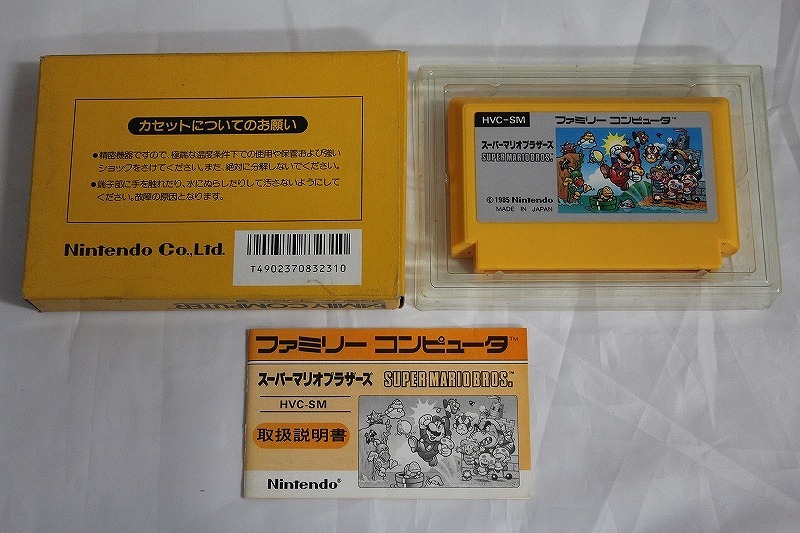 カセットについてのお願い
●精密機器ですので、極端な温度条件下での使用や保管および強い
ショックをさけてください。また、絶対に分解しないでください。
●端子部に手を触れたり、水にぬらしたりして汚さないようにして
ください。故障の原因となります。
Nintendo Co.,Ltd.
T4902370832310
FAMILY COMPUTER
HVC-SM
ファミリー コンピュータ™
スーパーマリオブラザーズ
SUPER MARIO BROS.
©1985 Nintendo
MADE IN JAPAN
ファミリー コンピュータ™
スーパーマリオブラザーズ SUPER MARIO BROS.™
HVC-SM
取扱説明書
Nintendo®